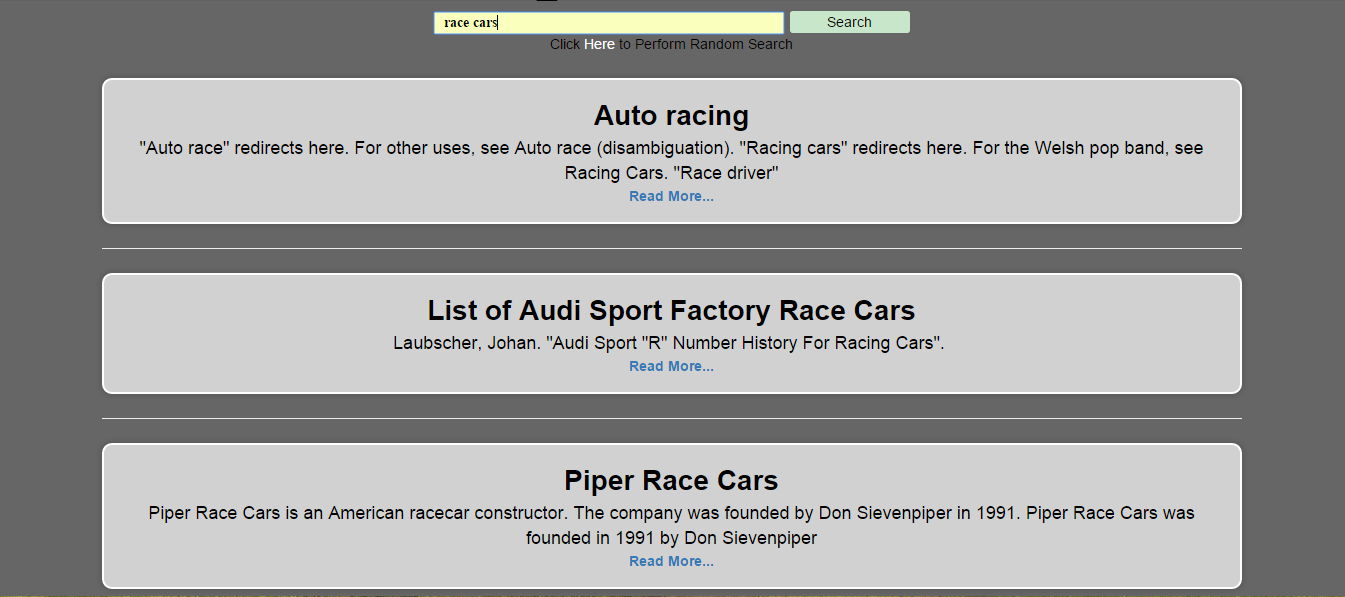 race cars Search
Click Here to Perform Random Search
Auto racing
"Auto race" redirects here. For other uses, see Auto race (disambiguation). "Racing cars" redirects here. For the Welsh pop band, see
Racing Cars. "Race driver"
Read More...
List of Audi Sport Factory Race Cars
Laubscher, Johan. "Audi Sport "R" Number History For Racing Cars".
Read More...
Piper Race Cars
Piper Race Cars is an American racecar constructor. The company was founded by Don Sievenpiper in 1991. Piper Race Cars was
founded in 1991 by Don Sievenpiper
Read More...